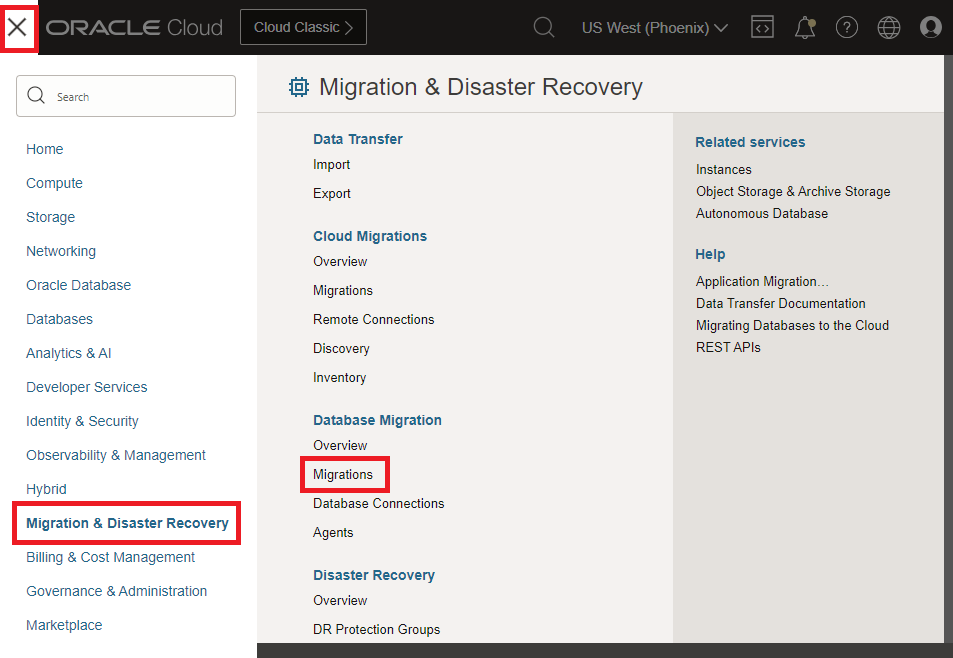 ORACLE Cloud
Cloud Classic
US West (Phoenix)
Search
Home
Compute
Storage
Networking
Oracle Database
Databases
Analytics & AI
Developer Services
Identity & Security
Observability & Management
Hybrid
Migration & Disaster Recovery
Billing & Cost Management
Governance & Administration
Marketplace
Migration & Disaster Recovery
Data Transfer
Import
Export
Cloud Migrations
Overview
Migrations
Remote Connections
Discovery
Inventory
Database Migration
Overview
Migrations
Database Connections
Agents
Disaster Recovery
Overview
DR Protection Groups
Related services
Instances
Object Storage & Archive Storage
Autonomous Database
Help
Application Migration…
Data Transfer Documentation
Migrating Databases to the Cloud
REST APIs